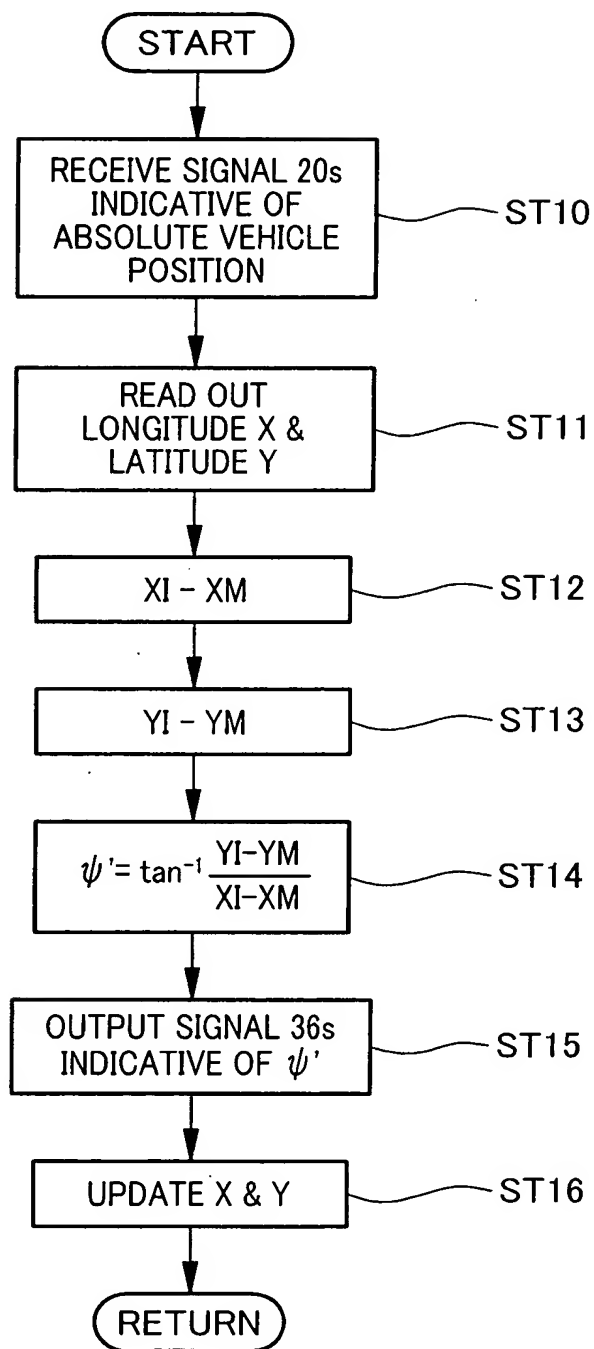 START
RECEIVE SIGNAL 20s
INDICATIVE OF
ABSOLUTE VEHICLE
POSITION
ST10
READ OUT
LONGITUDE X &
LATITUDE Y
ST11
XI - XM
ST12
YI - YM
ST13
ψ'= tan⁻¹ YI-YM
XI-XM
ST14
OUTPUT SIGNAL 36s
INDICATIVE OF ψ'
ST15
UPDATE X & Y
ST16
RETURN